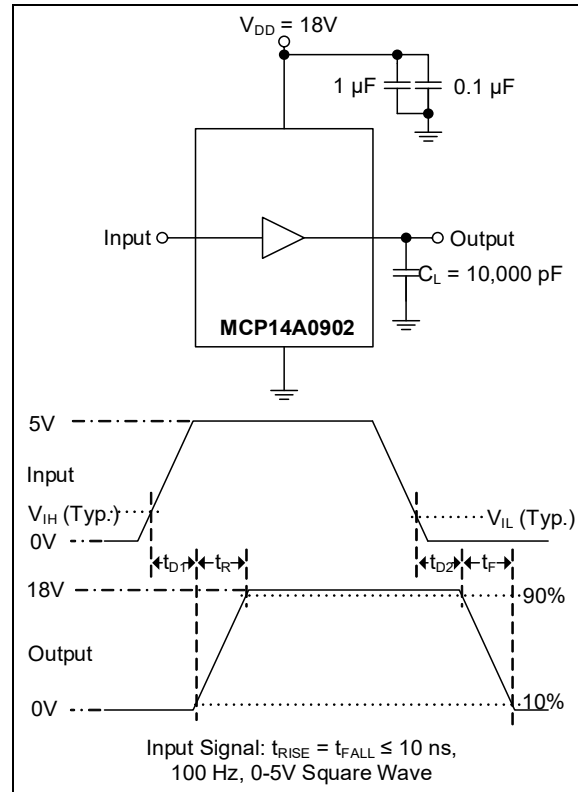 V_DD = 18V
1 µF 0.1 µF
Input Output
C_L = 10,000 pF
MCP14A0902
5V
Input
V_IH (Typ.) V_IL (Typ.)
0V
t_D1 t_R t_D2 t_F
18V 90%
Output
0V 10%
Input Signal: t_RISE = t_FALL ≤ 10 ns,
100 Hz, 0-5V Square Wave